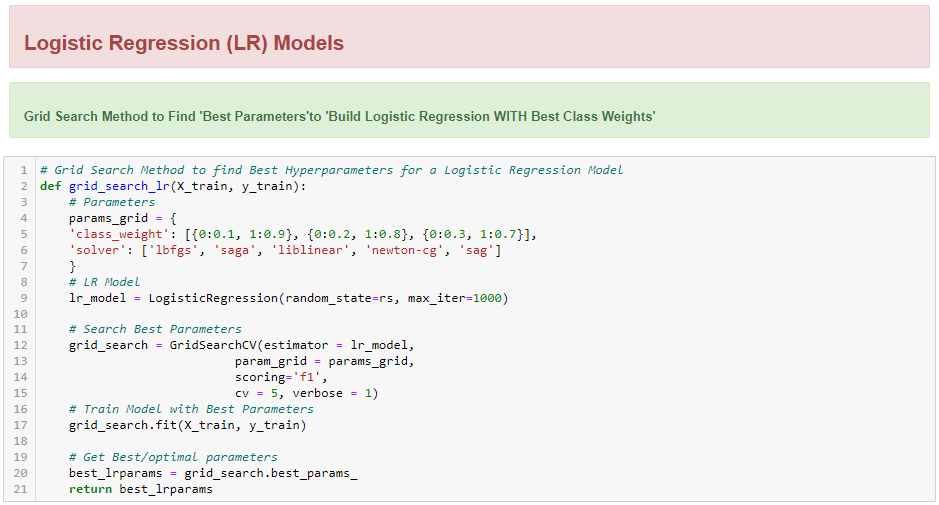 Logistic Regression (LR) Models
Grid Search Method to Find 'Best Parameters'to 'Build Logistic Regression WITH Best Class Weights'
1 # Grid Search Method to find Best Hyperparameters for a Logistic Regression Model
2 def grid_search_lr(X_train, y_train):
3     # Parameters
4     params_grid = {
5     'class_weight': [{0:0.1, 1:0.9}, {0:0.2, 1:0.8}, {0:0.3, 1:0.7}],
6     'solver': ['lbfgs', 'saga', 'liblinear', 'newton-cg', 'sag']
7     }
8     # LR Model
9     lr_model = LogisticRegression(random_state=rs, max_iter=1000)
10
11     # Search Best Parameters
12     grid_search = GridSearchCV(estimator = lr_model,
13                            param_grid = params_grid,
14                            scoring='f1',
15                            cv = 5, verbose = 1)
16     # Train Model with Best Parameters
17     grid_search.fit(X_train, y_train)
18
19     # Get Best/optimal parameters
20     best_lrparams = grid_search.best_params_
21     return best_lrparams